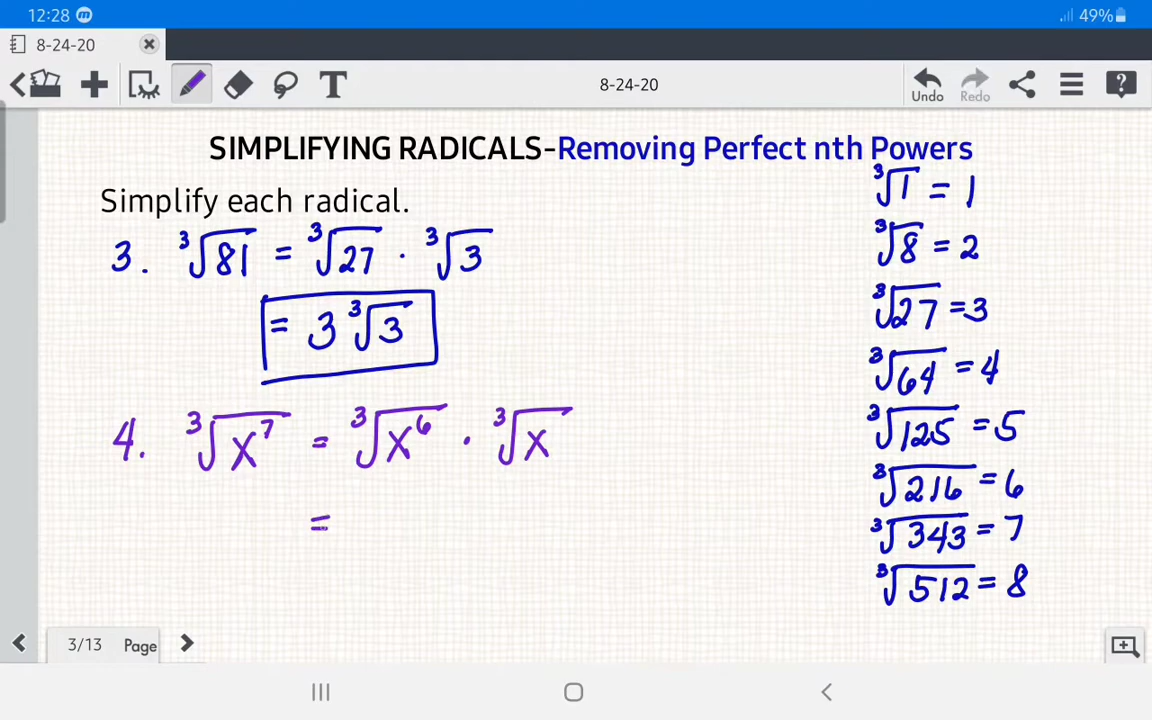 12:28 49%
8-24-20
T 8-24-20 Undo Redo
SIMPLIFYING RADICALS-Removing Perfect nth Powers
Simplify each radical.
3. ∛81 = ∛27 · ∛3
= 3 ∛3
4. ∛x⁷ = ∛x⁶ · ∛x
=
∛1 = 1
∛8 = 2
∛27 = 3
∛64 = 4
∛125 = 5
∛216 = 6
∛343 = 7
∛512 = 8
3/13 Page